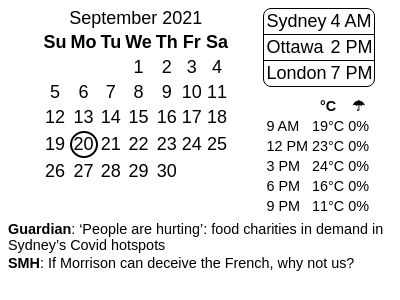 September 2021
Su Mo Tu We Th Fr Sa
1 2 3 4
5 6 7 8 9 10 11
12 13 14 15 16 17 18
19 20 21 22 23 24 25
26 27 28 29 30
Sydney 4 AM
Ottawa 2 PM
London 7 PM
°C ☂
9 AM 19°C 0%
12 PM 23°C 0%
3 PM 24°C 0%
6 PM 16°C 0%
9 PM 11°C 0%
Guardian: ‘People are hurting’: food charities in demand in
Sydney’s Covid hotspots
SMH: If Morrison can deceive the French, why not us?